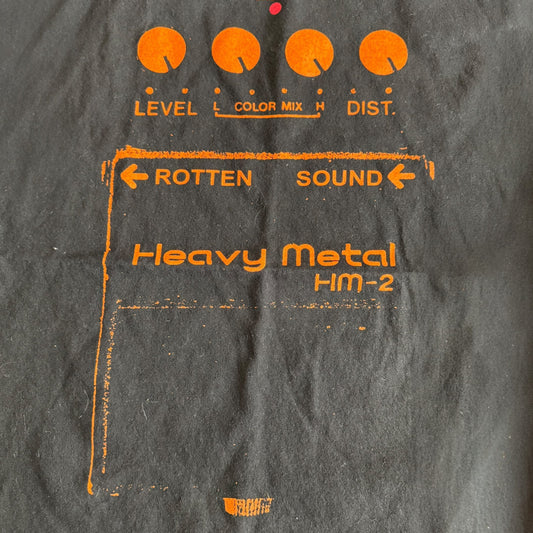 LEVEL L COLOR MIX H DIST.
← ROTTEN SOUND ←
Heavy Metal
HM-2